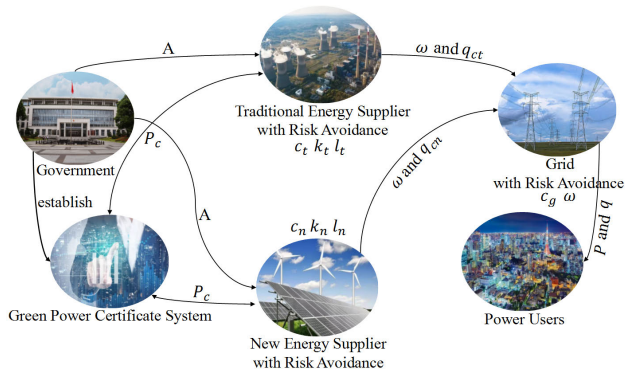 A
ω and q_ct
Traditional Energy Supplier
with Risk Avoidance
c_t k_t l_t
P_c
Government
establish
A
ω and q_cn
Grid
with Risk Avoidance
c_g ω
P and q
c_n k_n l_n
P_c
Green Power Certificate System
New Energy Supplier
with Risk Avoidance
Power Users